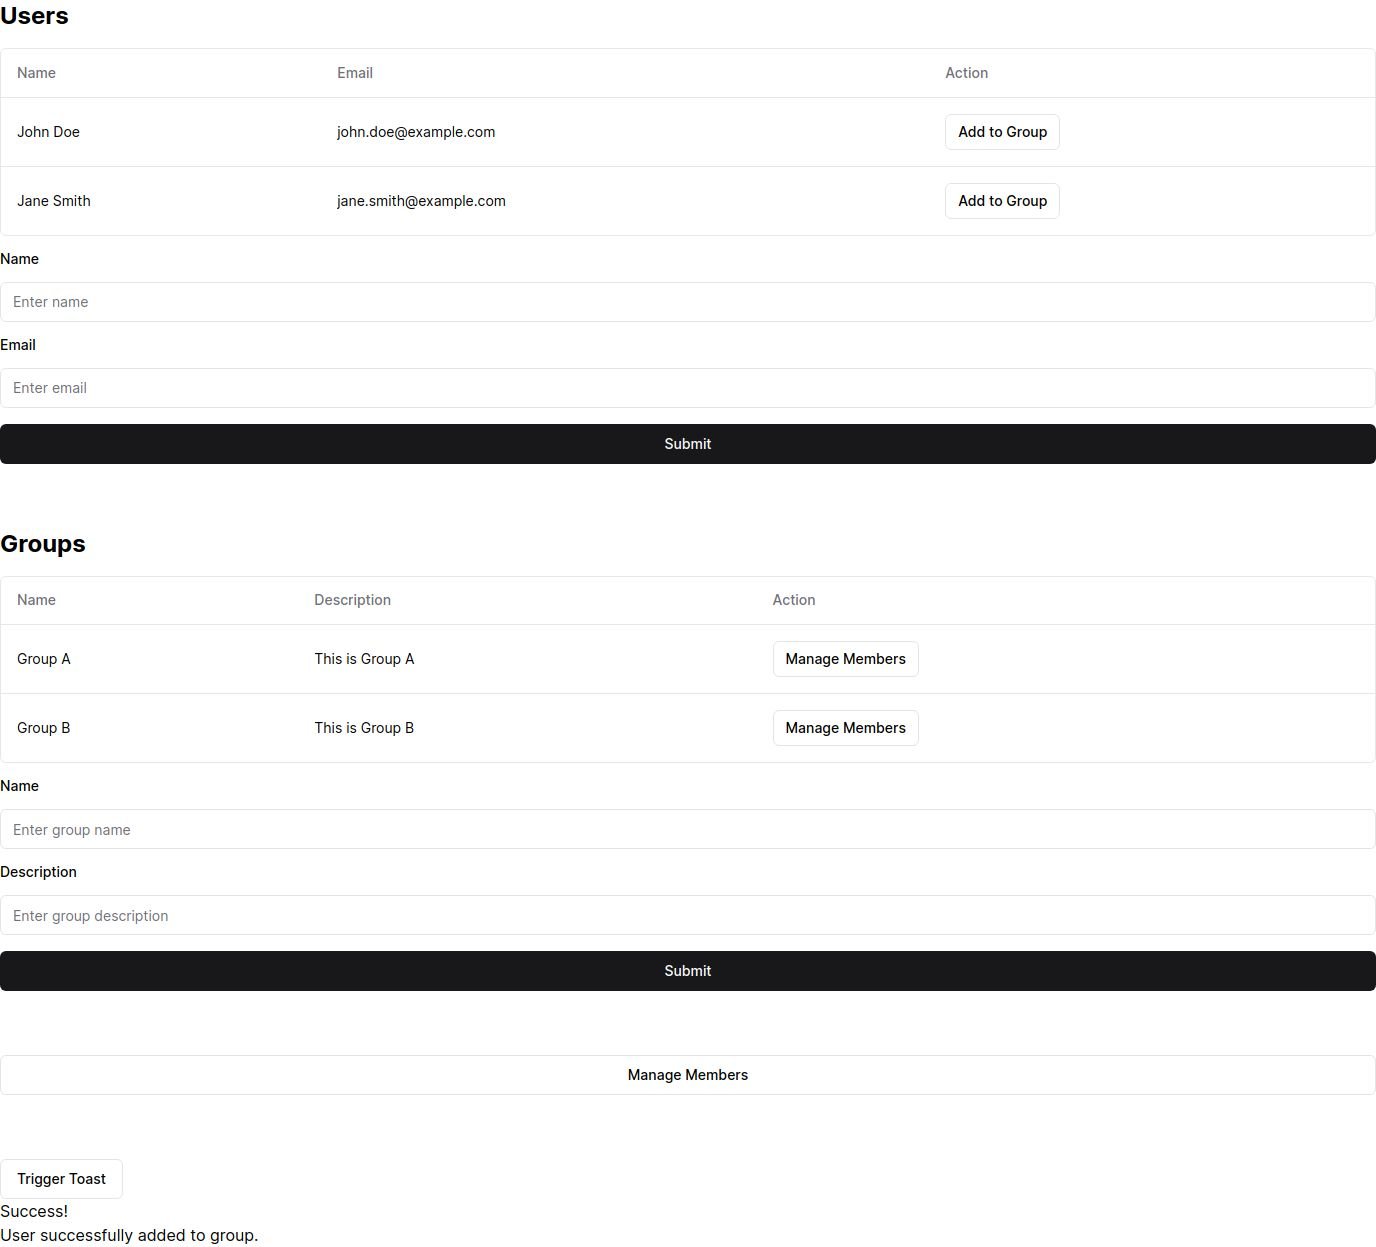 Users
Name Email Action
John Doe john.doe@example.com Add to Group
Jane Smith jane.smith@example.com Add to Group
Name
Enter name
Email
Enter email
Submit
Groups
Name Description Action
Group A This is Group A Manage Members
Group B This is Group B Manage Members
Name
Enter group name
Description
Enter group description
Submit
Manage Members
Trigger Toast
Success!
User successfully added to group.